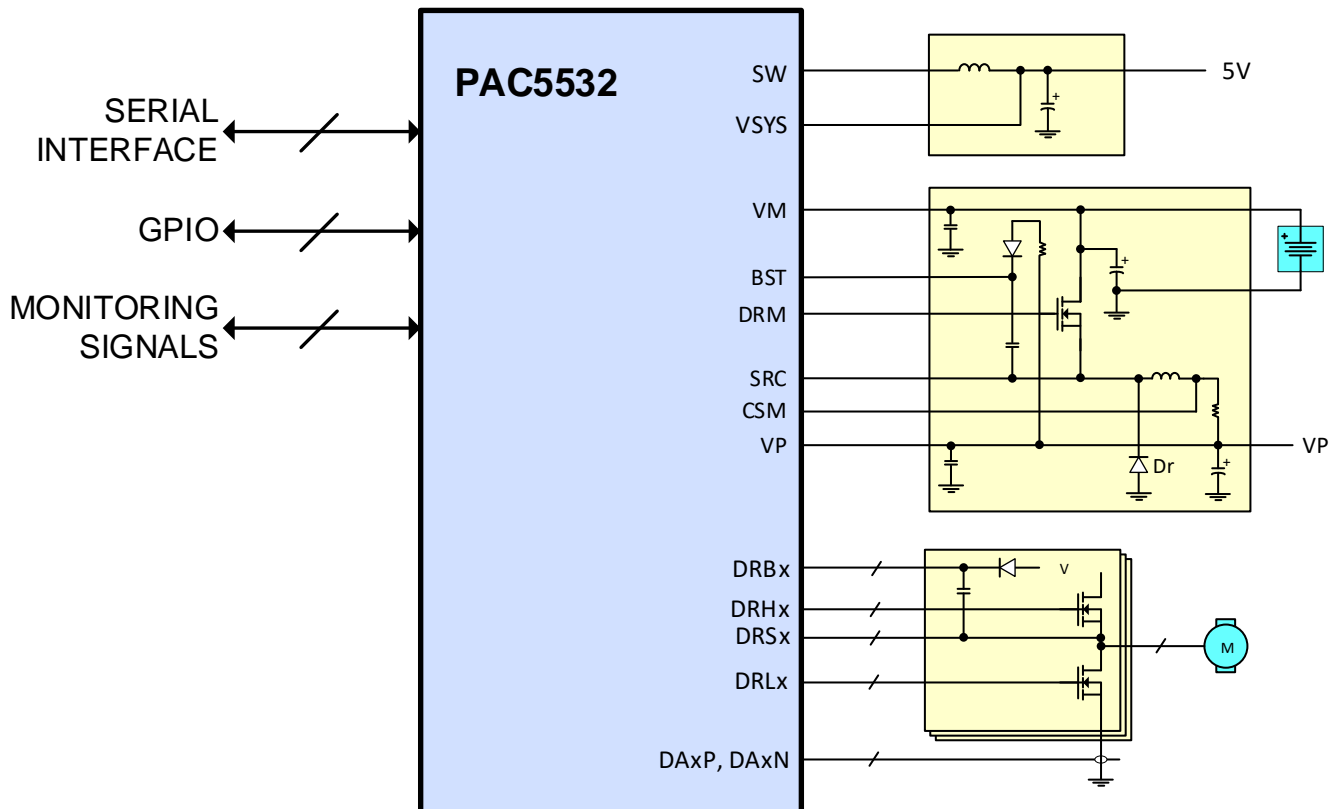 PAC5532
SERIAL
INTERFACE
GPIO
MONITORING
SIGNALS
SW
VSYS
5V
VM
BST
DRM
SRC
CSM
VP
+
+
+
Dr
+
VP
DRBx
DRHx
DRSx
DRLx
DAxP, DAxN
V
M